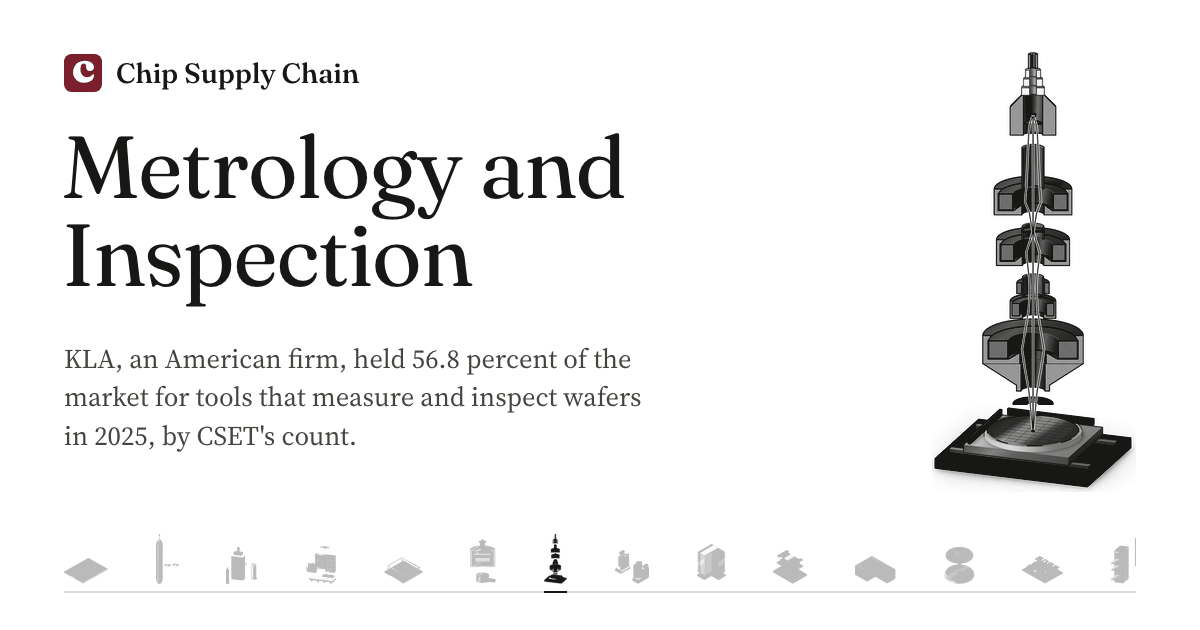 C
Chip Supply Chain
Metrology and
Inspection
KLA, an American firm, held 56.8 percent of the
market for tools that measure and inspect wafers
in 2025, by CSET's count.